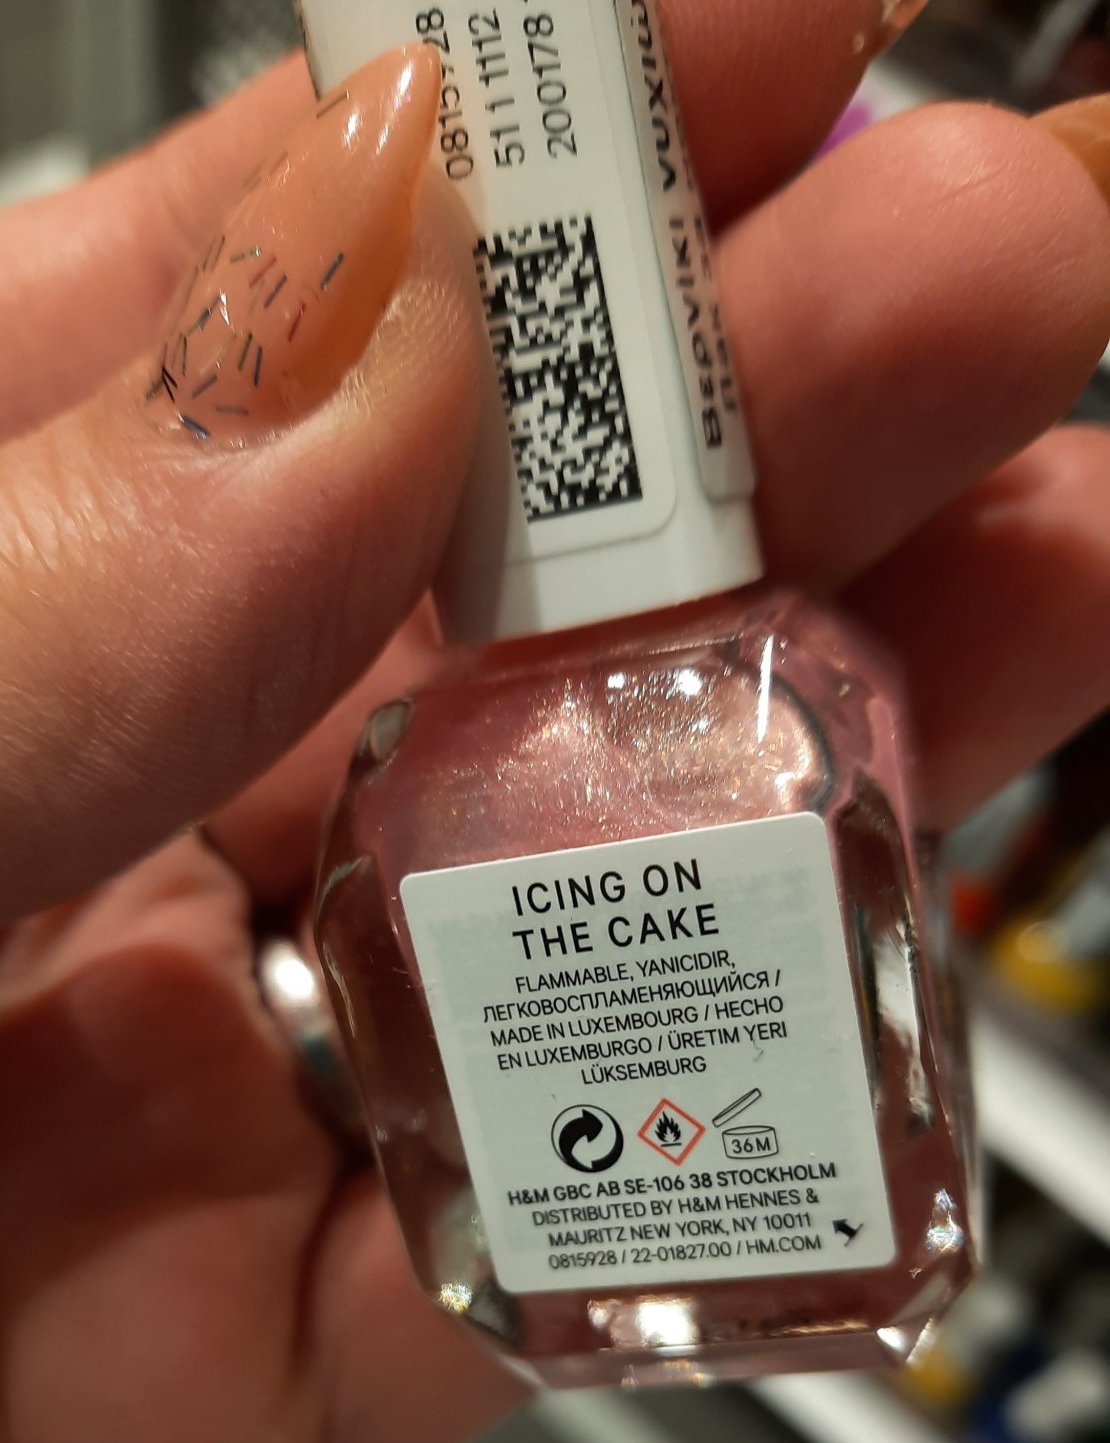 51 1 1112
200178
ICING ON
THE CAKE
FLAMMABLE, YANICIDIR,
ЛЕГКОВОСПЛАМЕНЯЮЩИЙСЯ /
MADE IN LUXEMBOURG / HECHO
EN LUXEMBURGO / ÜRETIM YERI
LÜKSEMBURG
36M
H&M GBC AB SE-106 38 STOCKHOLM
DISTRIBUTED BY H&M HENNES &
MAURITZ NEW YORK, NY 10011
0815928 / 22-01827.00 / HM.COM